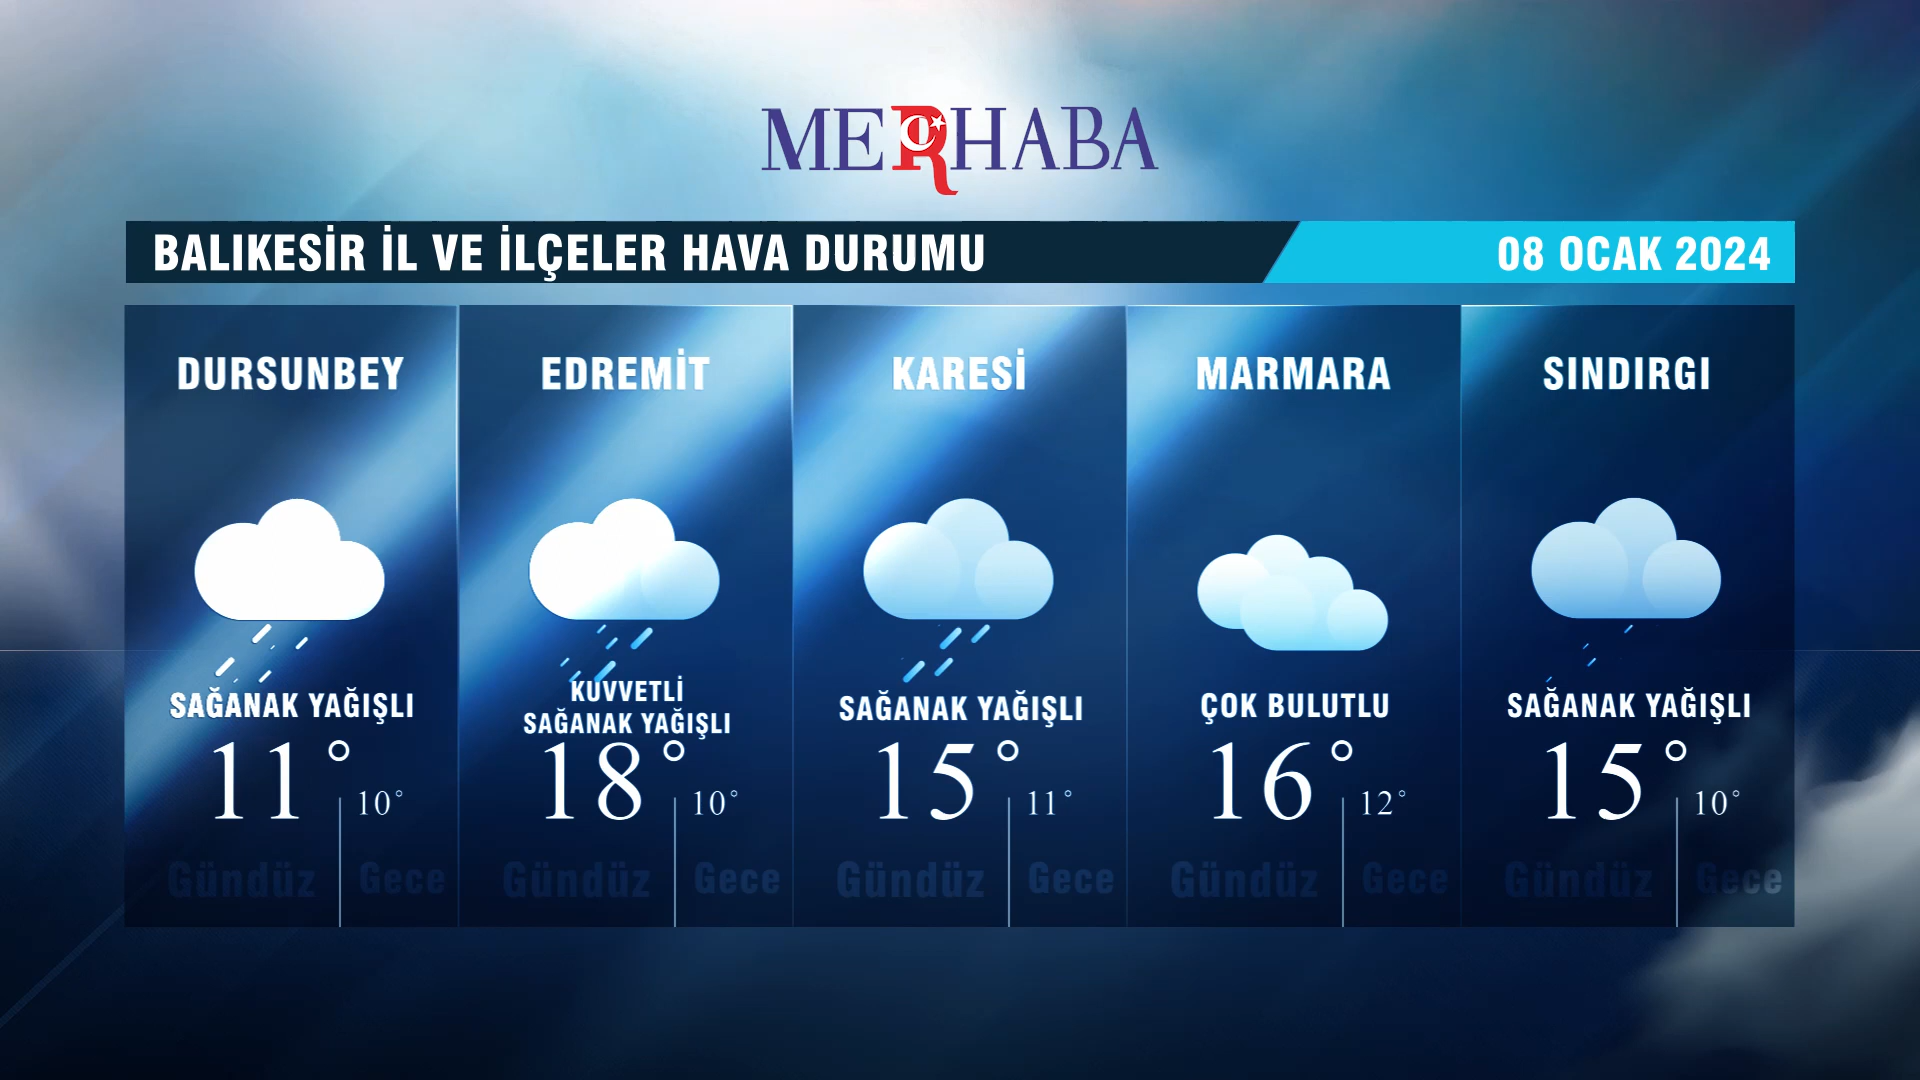 MERHABA
BALIKESİR İL VE İLÇELER HAVA DURUMU
08 OCAK 2024
DURSUNBEY
SAĞANAK YAĞIŞLI
11°
10°
Gündüz
Gece
EDREMİT
KUVVETLİ
SAĞANAK YAĞIŞLI
18°
10°
Gündüz
Gece
KARESİ
SAĞANAK YAĞIŞLI
15°
11°
Gündüz
Gece
MARMARA
ÇOK BULUTLU
16°
12°
Gündüz
Gece
SINDIRGI
SAĞANAK YAĞIŞLI
15°
10°
Gündüz
Gece